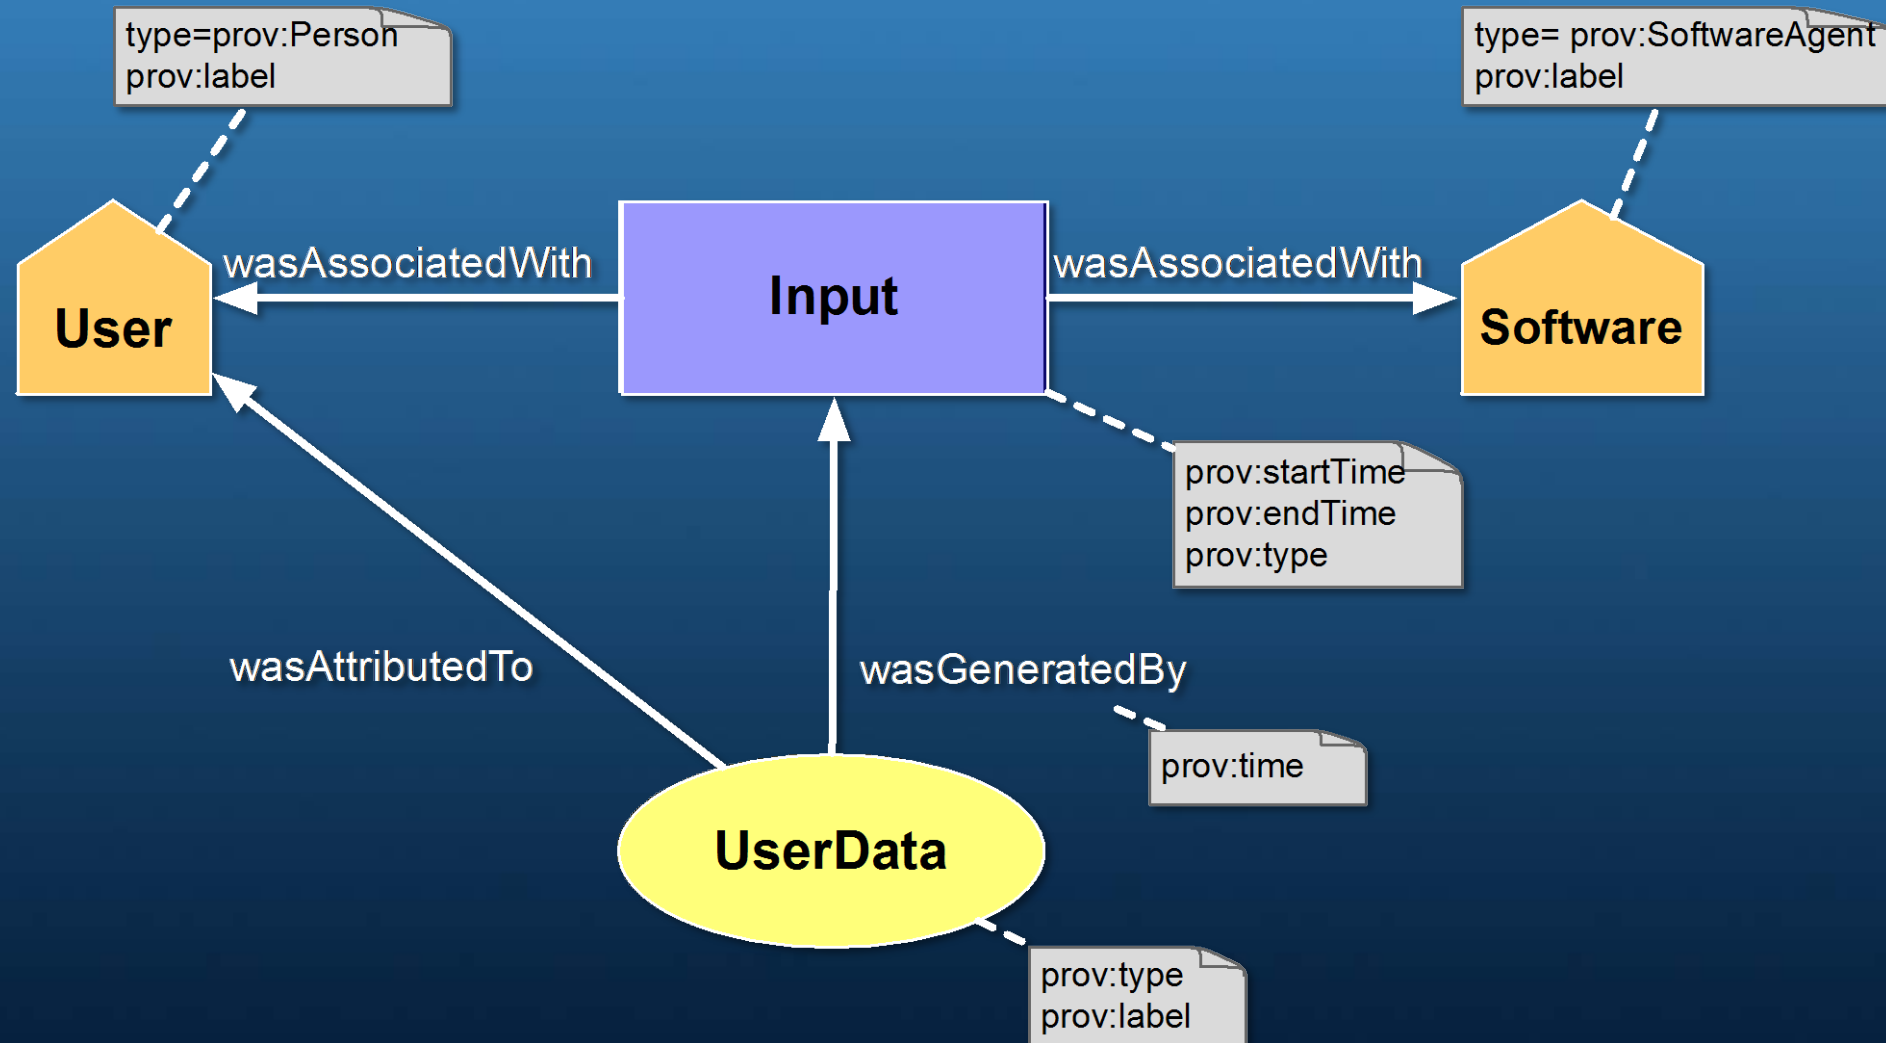 type=prov:Person
prov:label
type= prov:SoftwareAgent
prov:label
wasAssociatedWith
wasAssociatedWith
Input
User
Software
prov:startTime
prov:endTime
prov:type
wasAttributedTo
wasGeneratedBy
prov:time
UserData
prov:type
prov:label